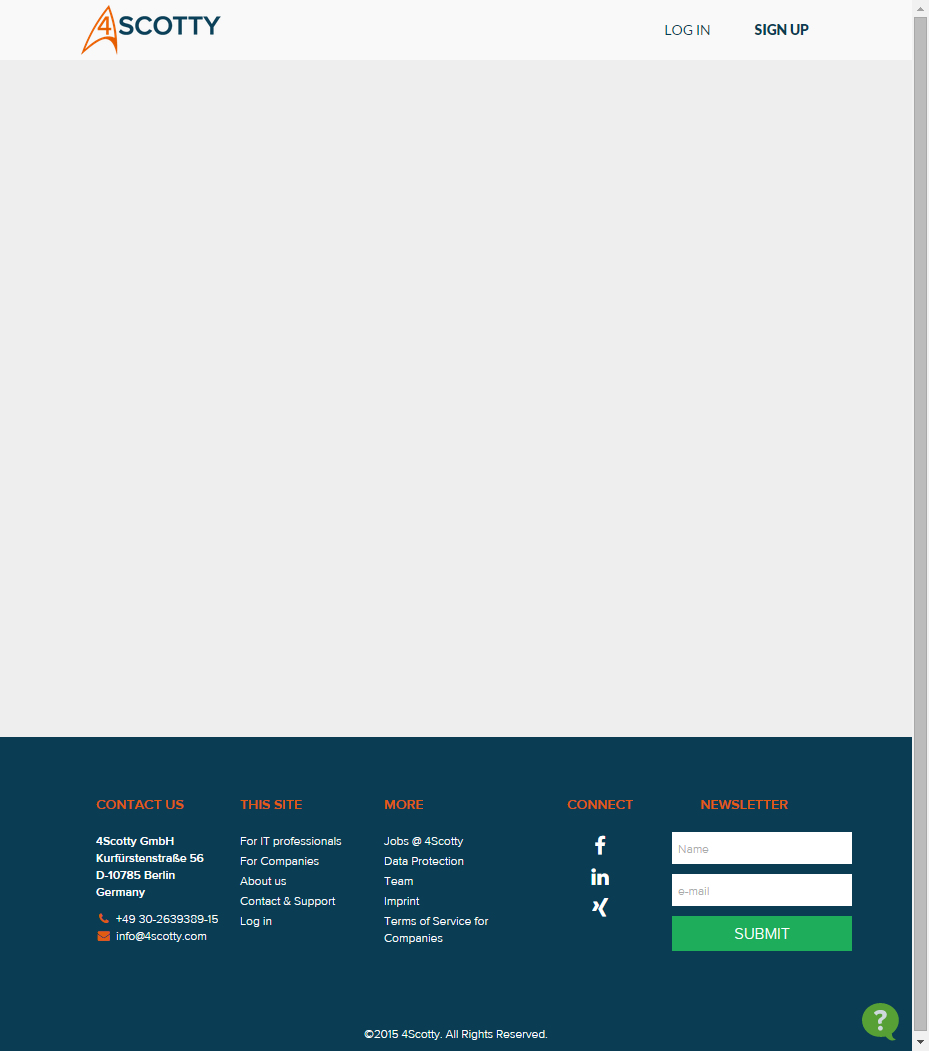 4SCOTTY
LOG IN
SIGN UP
CONTACT US
4Scotty GmbH
Kurfürstenstraße 56
D-10785 Berlin
Germany
+49 30-2639389-15
info@4scotty.com
THIS SITE
For IT professionals
For Companies
About us
Contact & Support
Log in
MORE
Jobs @ 4Scotty
Data Protection
Team
Imprint
Terms of Service for
Companies
CONNECT
NEWSLETTER
Name
e-mail
SUBMIT
?
©2015 4Scotty. All Rights Reserved.